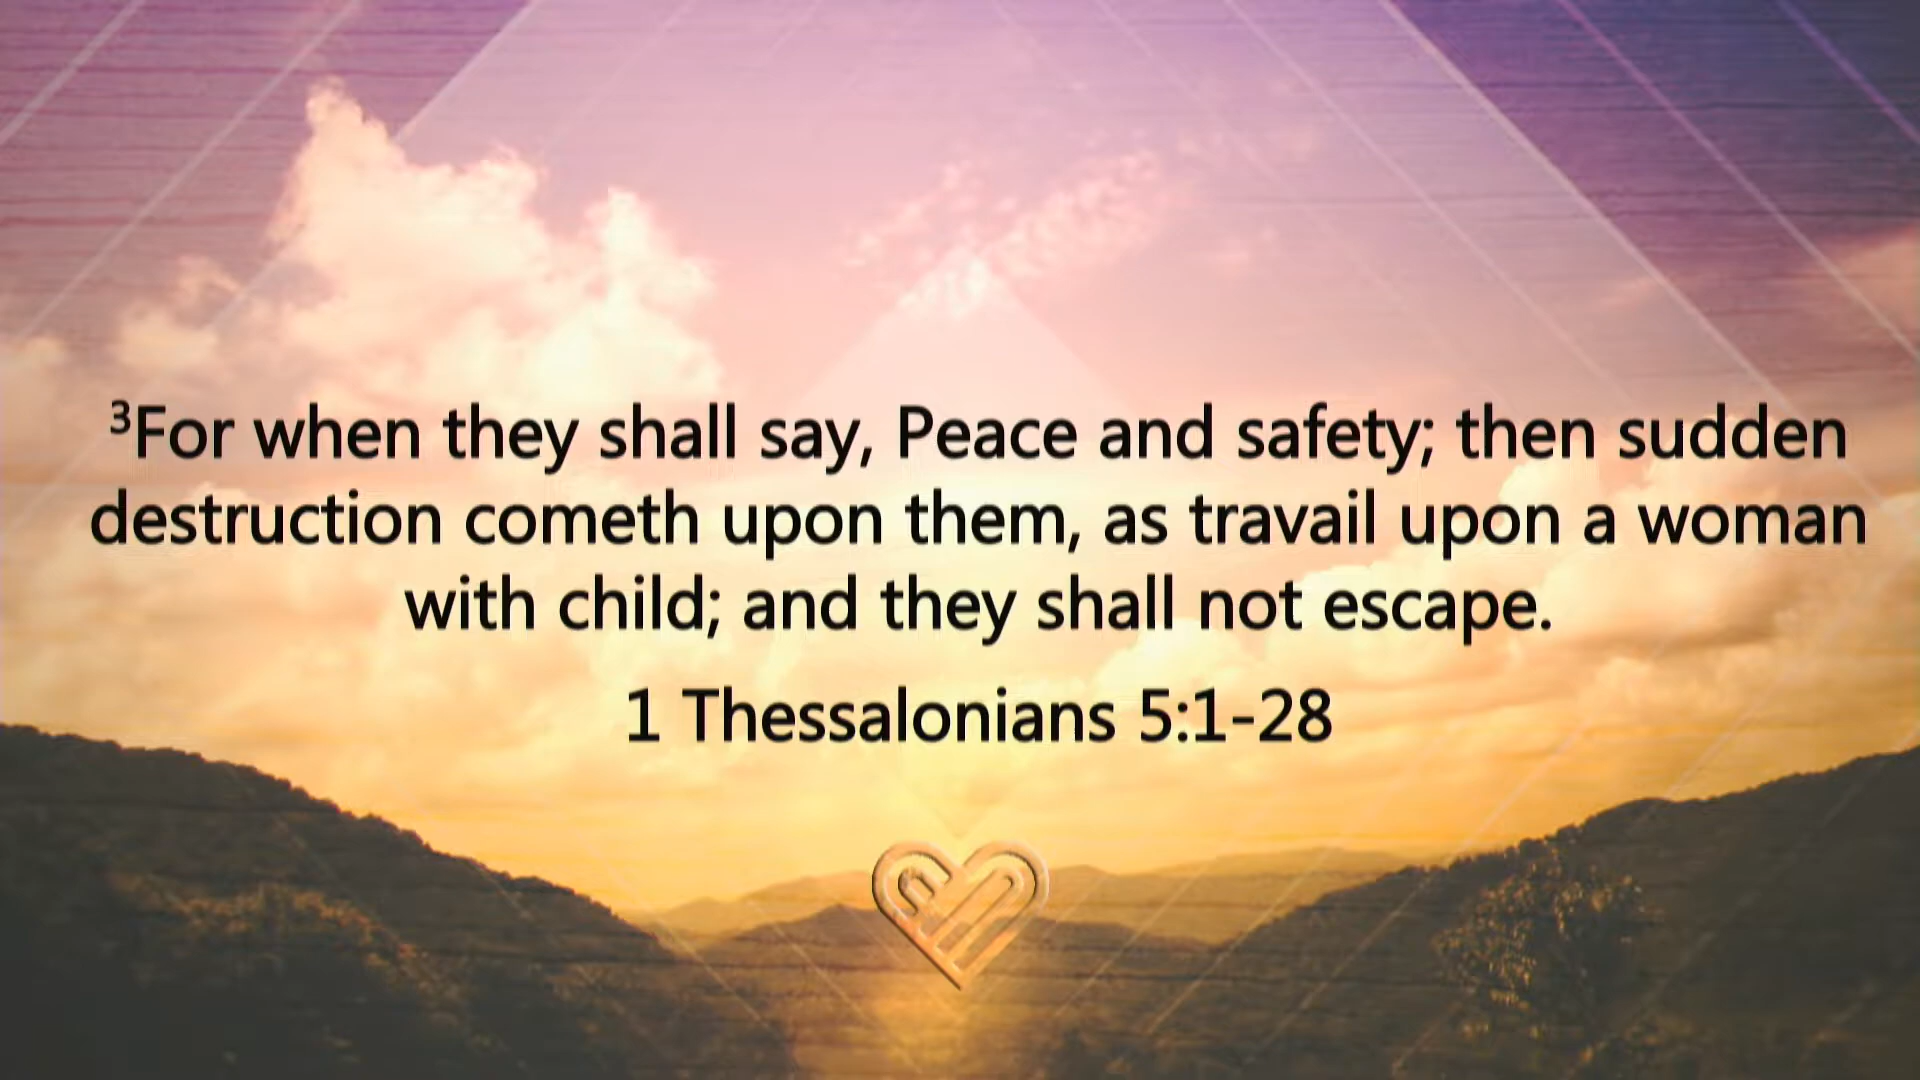 ³For when they shall say, Peace and safety; then sudden
destruction cometh upon them, as travail upon a woman
with child; and they shall not escape.
1 Thessalonians 5:1-28